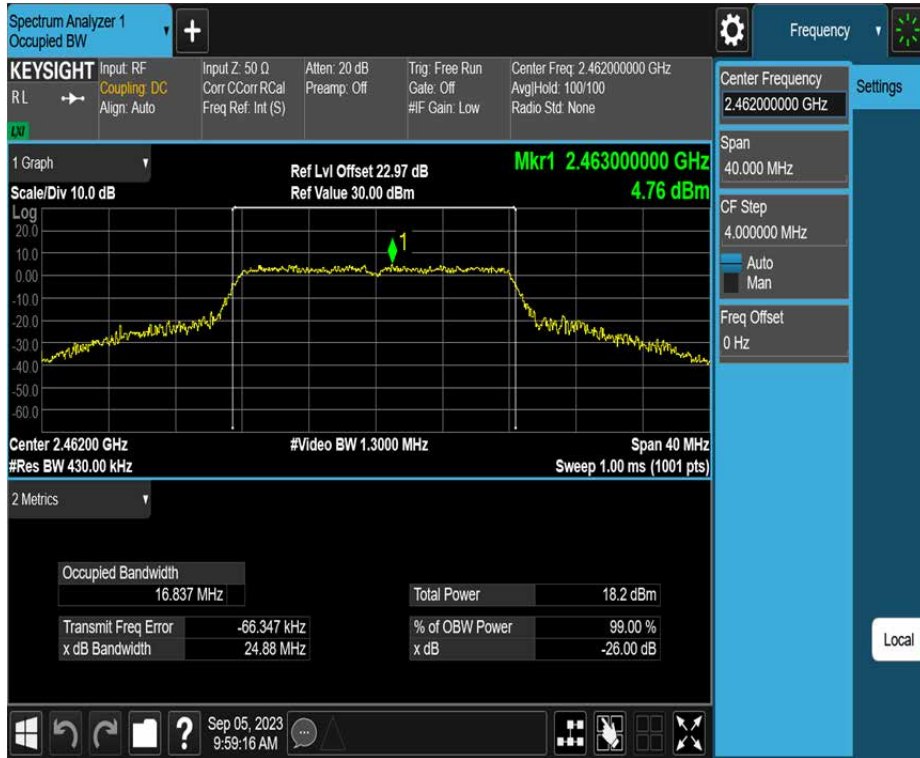 Spectrum Analyzer 1
Occupied BW
+
Frequency
KEYSIGHT
R L
LXI
Input: RF
Coupling: DC
Align: Auto
Input Z: 50 Ω
Corr CCorr RCal
Freq Ref: Int (S)
Atten: 20 dB
Preamp: Off
Trig: Free Run
Gate: Off
#IF Gain: Low
Center Freq: 2.462000000 GHz
Avg|Hold: 100/100
Radio Std: None
Center Frequency
2.462000000 GHz
Settings
Span
40.000 MHz
CF Step
4.000000 MHz
Auto
Man
Freq Offset
0 Hz
Local
1 Graph
Scale/Div 10.0 dB
Ref Lvl Offset 22.97 dB
Ref Value 30.00 dBm
Mkr1 2.463000000 GHz
4.76 dBm
Log
20.0
10.0
0.00
-10.0
-20.0
-30.0
-40.0
-50.0
-60.0
1
Center 2.46200 GHz
#Res BW 430.00 kHz
#Video BW 1.3000 MHz
Span 40 MHz
Sweep 1.00 ms (1001 pts)
2 Metrics
Occupied Bandwidth
16.837 MHz
Total Power 18.2 dBm
Transmit Freq Error -66.347 kHz
% of OBW Power 99.00 %
x dB Bandwidth 24.88 MHz
x dB -26.00 dB
?
Sep 05, 2023
9:59:16 AM